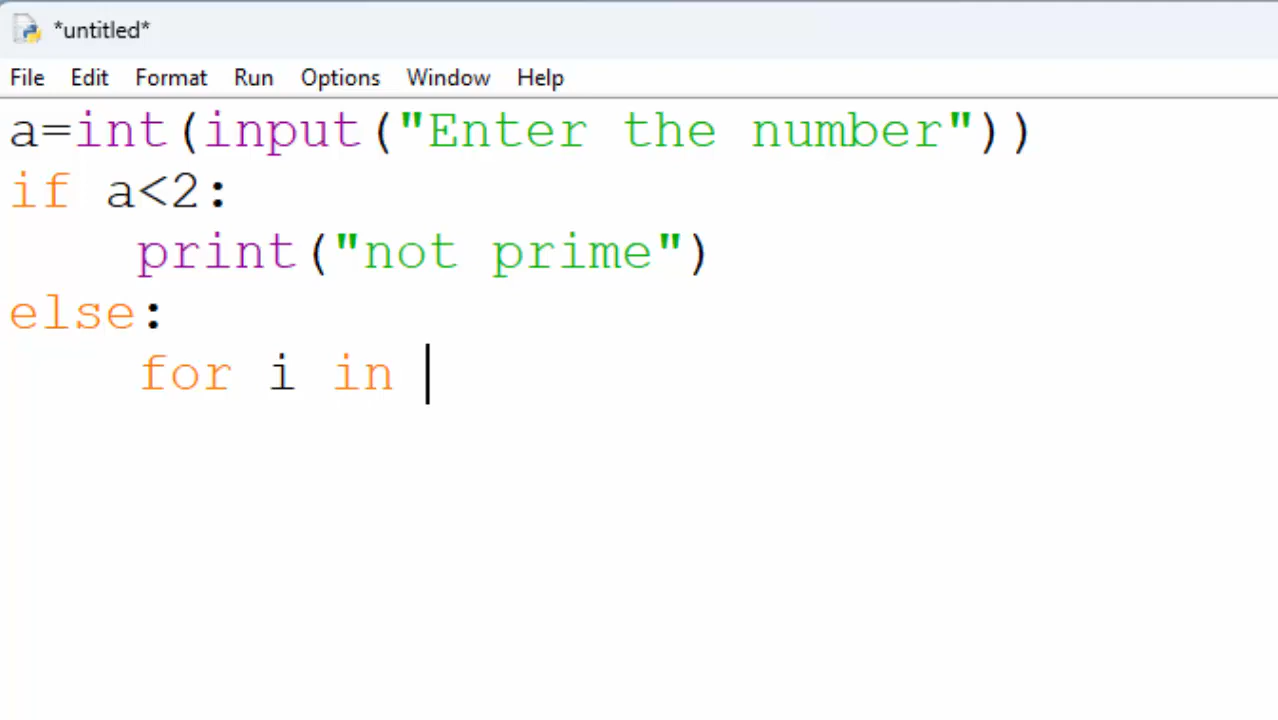 *untitled*
File Edit Format Run Options Window Help
a=int(input("Enter the number"))
if a<2:
    print("not prime")
else:
    for i in